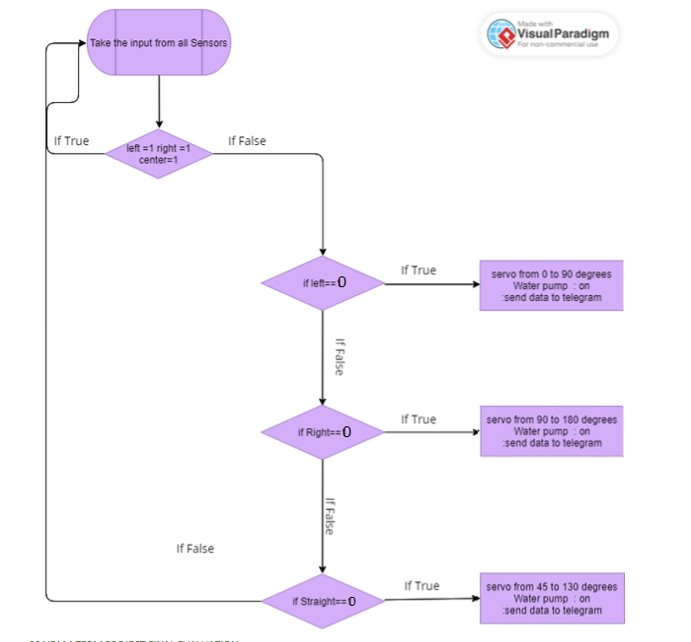 Made with
VisualParadigm
For non-commercial use
Take the input from all Sensors
If True
left =1 right =1
center=1
If False
if left==0
If True
servo from 0 to 90 degrees
Water pump : on
:send data to telegram
If False
if Right==0
If True
servo from 90 to 180 degrees
Water pump : on
:send data to telegram
If False
If False
if Straight==0
If True
servo from 45 to 130 degrees
Water pump : on
:send data to telegram